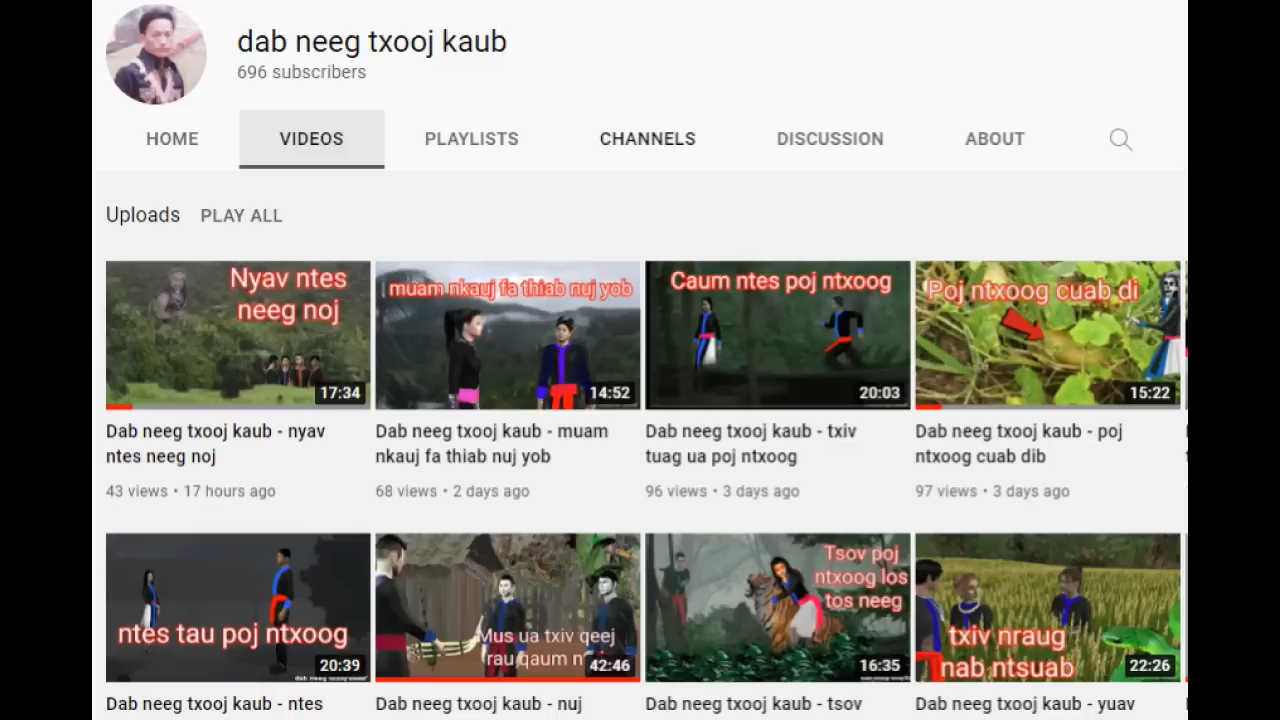 dab neeg txooj kaub
696 subscribers
HOME VIDEOS PLAYLISTS CHANNELS DISCUSSION ABOUT
Uploads PLAY ALL
Nyav ntes
neeg noj
17:34
muam nkauj fa thiab nuj yob
14:52
Caum ntes poj ntxoog
20:03
Poj ntxoog cuab di
15:22
Dab neeg txooj kaub - nyav
ntes neeg noj
43 views • 17 hours ago
Dab neeg txooj kaub - muam
nkauj fa thiab nuj yob
68 views • 2 days ago
Dab neeg txooj kaub - txiv
tuag ua poj ntxoog
96 views • 3 days ago
Dab neeg txooj kaub - poj
ntxoog cuab dib
97 views • 3 days ago
ntes tau poj ntxoog
20:39
Mus ua txiv qeej
rau qaum
42:46
Tsov poj
ntxoog los
tos neeg
16:35
txiv nraug
nab ntsuab
22:26
Dab neeg txooj kaub - ntes
Dab neeg txooj kaub - nuj
Dab neeg txooj kaub - tsov
Dab neeg txooj kaub - yuav